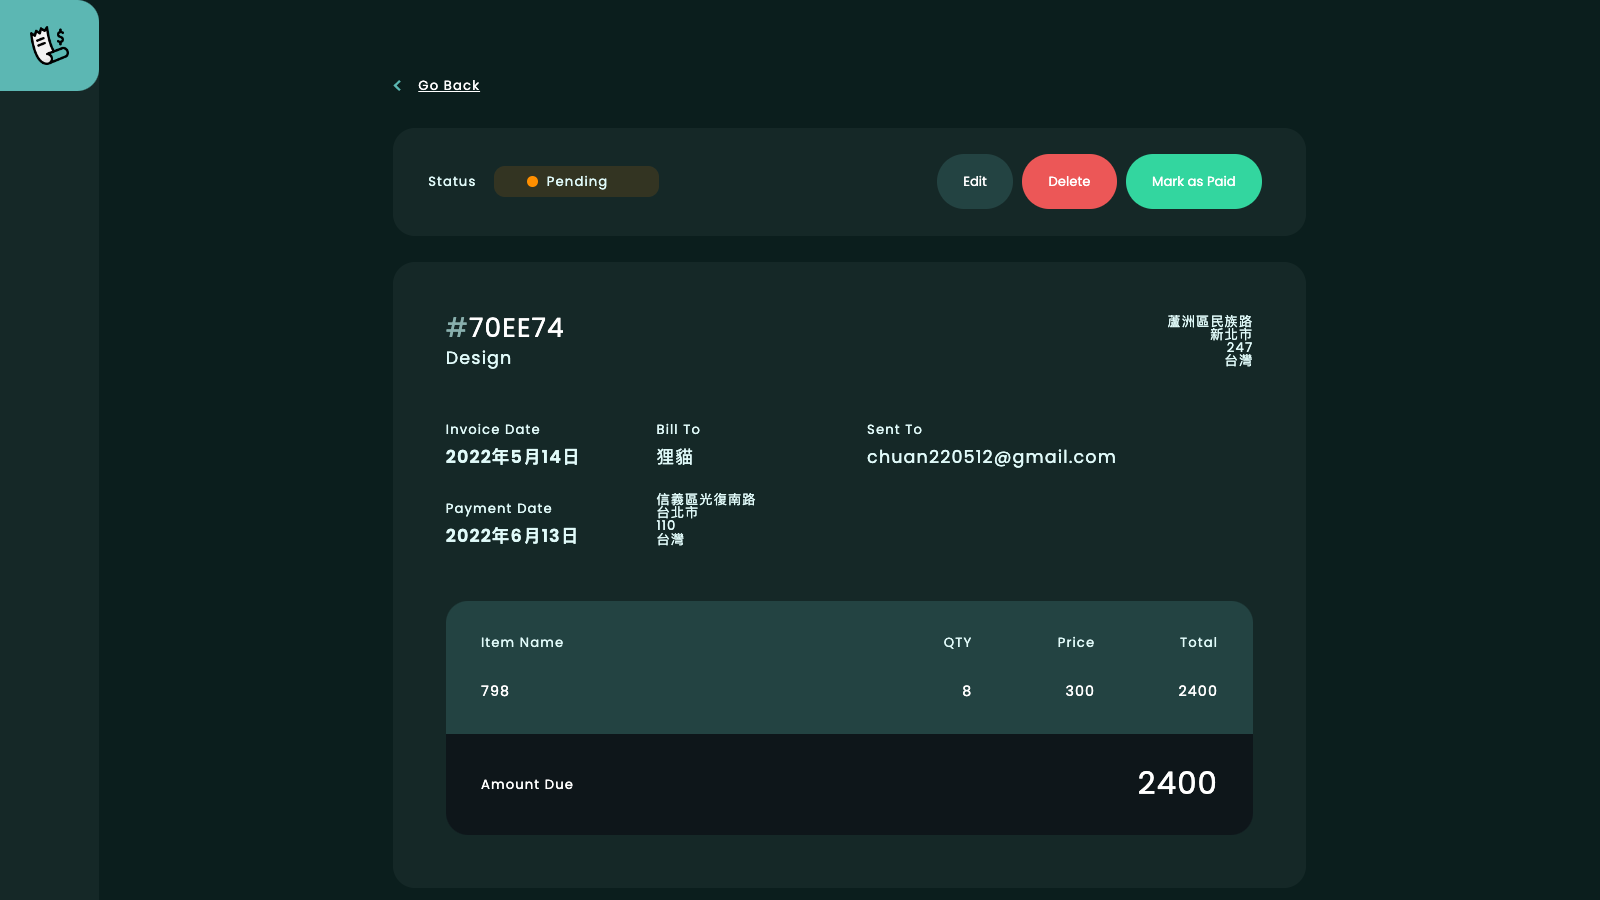 Go Back
Status
Pending
Edit
Delete
Mark as Paid
#70EE74
Design
蘆洲區民族路
新北市
247
台灣
Invoice Date
2022年5月14日
Payment Date
2022年6月13日
Bill To
狸貓
信義區光復南路
台北市
110
台灣
Sent To
chuan220512@gmail.com
Item Name QTY Price Total
798 8 300 2400
Amount Due 2400